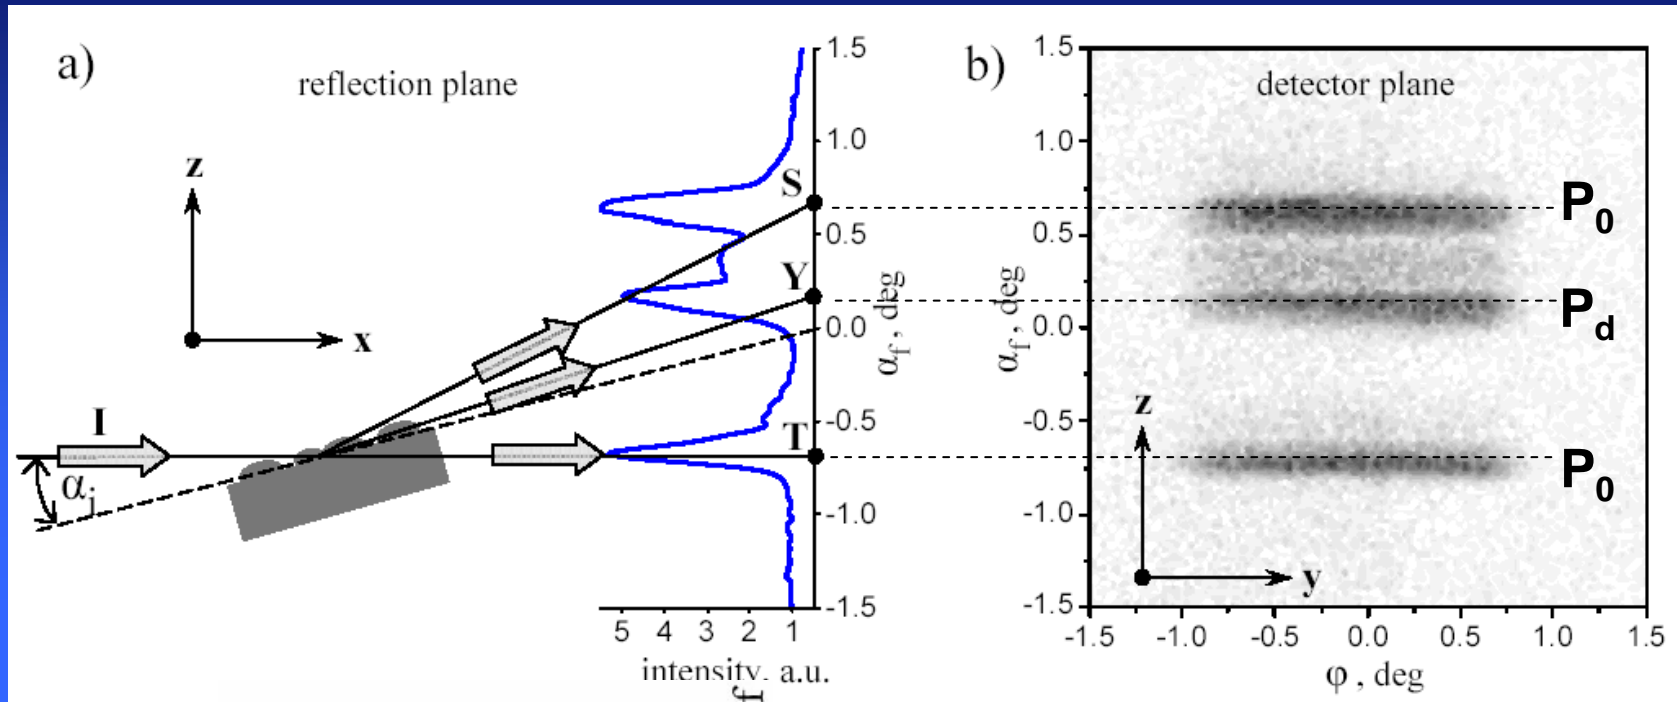 a)
reflection plane
z
x
I
αi
S
Y
T
1.5
1.0
0.5
0.0
-0.5
-1.0
-1.5
αf , deg
5 4 3 2 1
intensity, a.u.
f
b)
detector plane
1.5
1.0
0.5
0.0
-0.5
-1.0
-1.5
αf , deg
P0
Pd
P0
z
y
-1.5 -1.0 -0.5 0.0 0.5 1.0 1.5
φ , deg